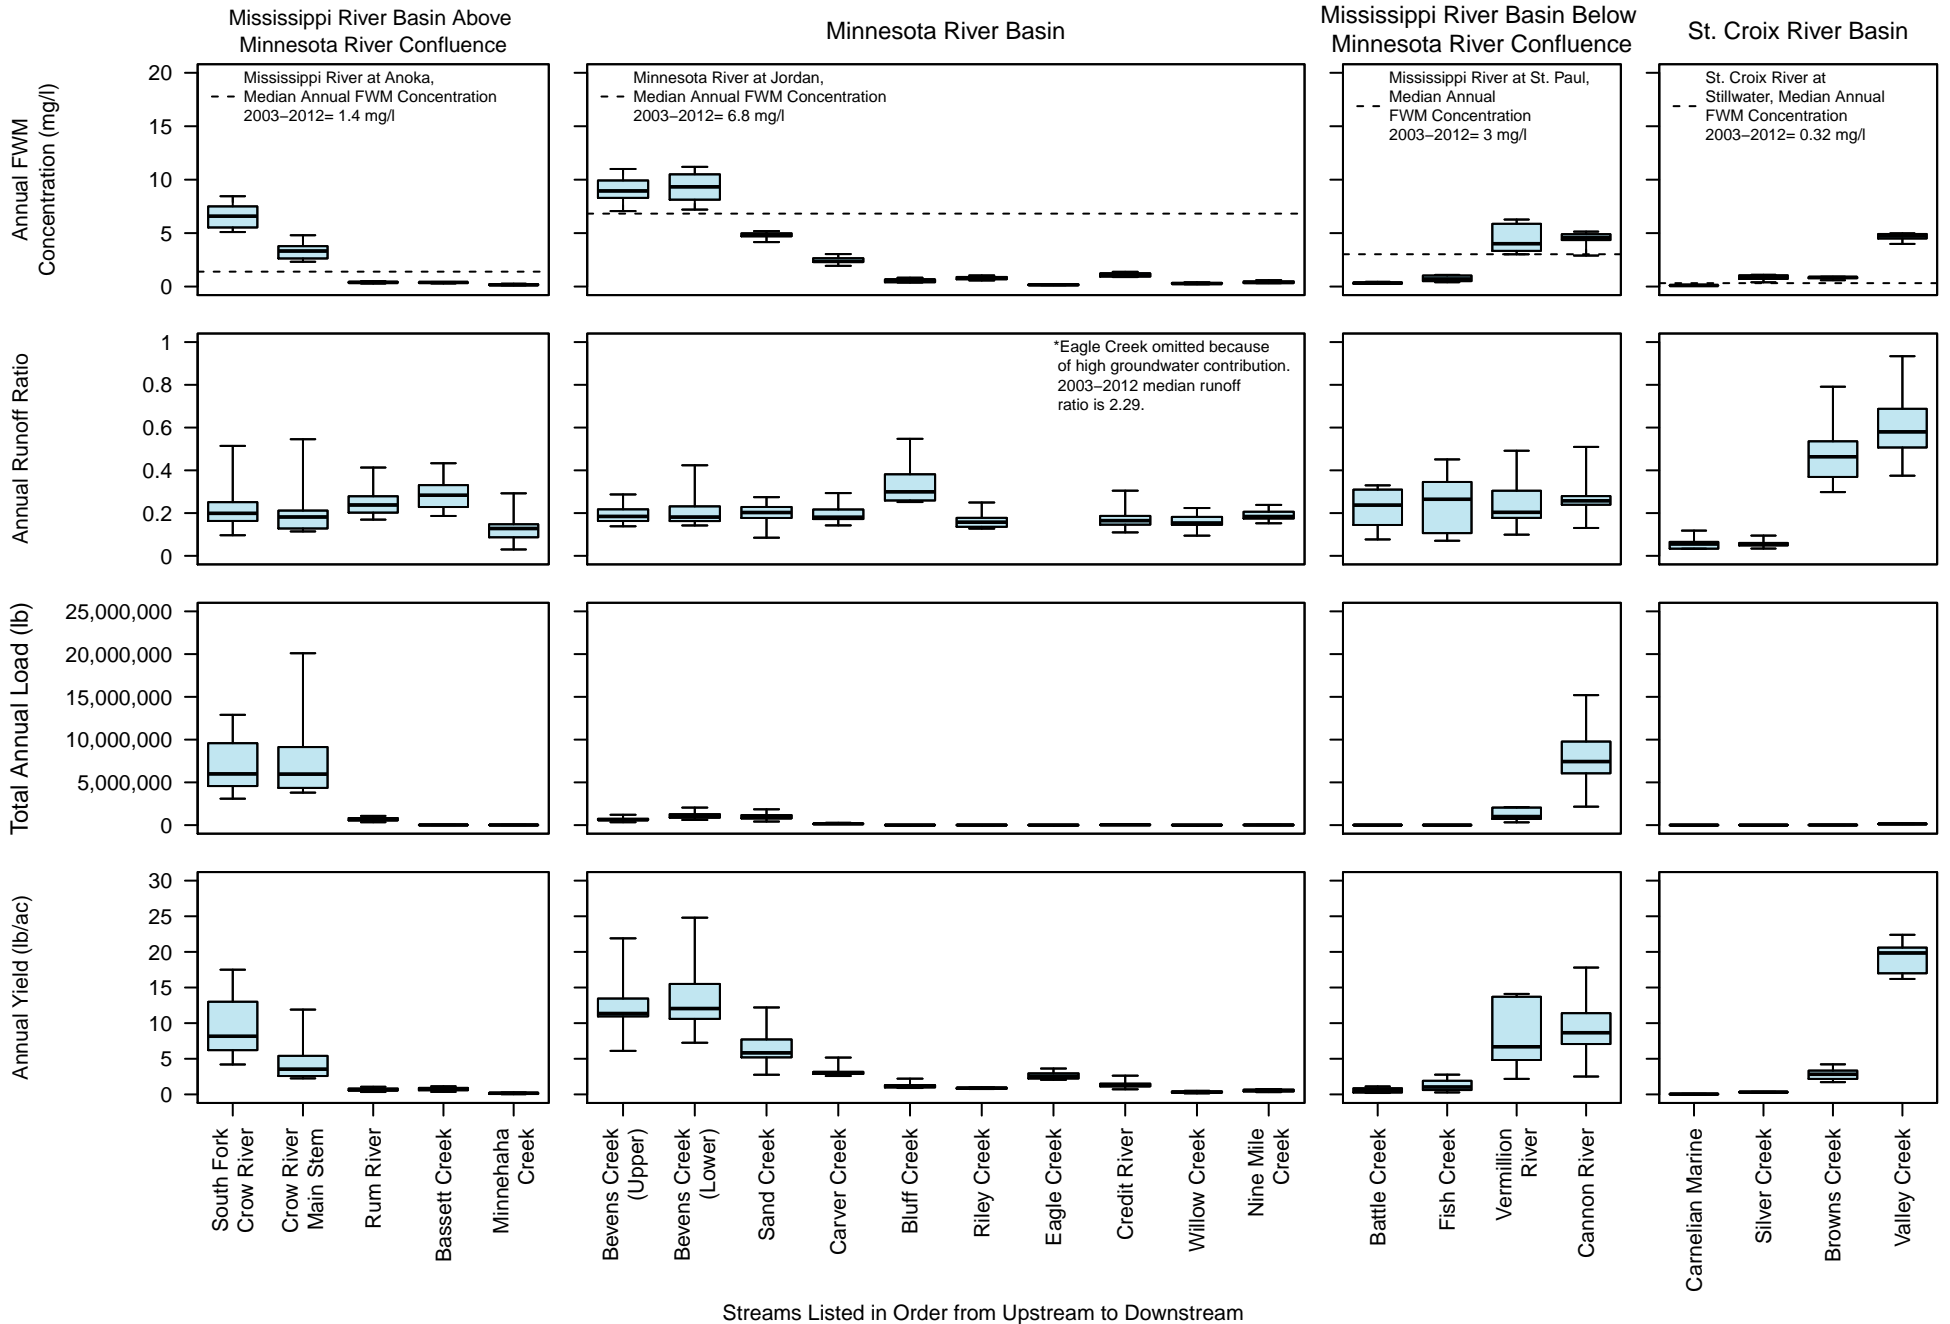 Mississippi River Basin Above
Minnesota River Confluence
Minnesota River Basin
Mississippi River Basin Below
Minnesota River Confluence
St. Croix River Basin
Annual FWM
Concentration (mg/l)
20
15
10
5
0
Mississippi River at Anoka,
Median Annual FWM Concentration
2003−2012= 1.4 mg/l
Minnesota River at Jordan,
Median Annual FWM Concentration
2003−2012= 6.8 mg/l
Mississippi River at St. Paul,
Median Annual
FWM Concentration
2003−2012= 3 mg/l
St. Croix River at
Stillwater, Median Annual
FWM Concentration
2003−2012= 0.32 mg/l
Annual Runoff Ratio
1
0.8
0.6
0.4
0.2
0
*Eagle Creek omitted because
of high groundwater contribution.
2003−2012 median runoff
ratio is 2.29.
Total Annual Load (lb)
25,000,000
20,000,000
15,000,000
10,000,000
5,000,000
0
Annual Yield (lb/ac)
30
25
20
15
10
5
0
South Fork
Crow River
Crow River
Main Stem
Rum River
Bassett Creek
Minnehaha
Creek
Bevens Creek
(Upper)
Bevens Creek
(Lower)
Sand Creek
Carver Creek
Bluff Creek
Riley Creek
Eagle Creek
Credit River
Willow Creek
Nine Mile
Creek
Battle Creek
Fish Creek
Vermillion
River
Cannon River
Carnelian Marine
Silver Creek
Browns Creek
Valley Creek
Streams Listed in Order from Upstream to Downstream